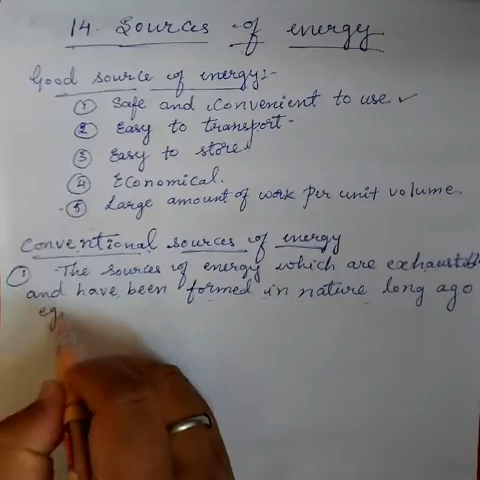 14. Sources of energy
Good source of energy:-
① Safe and convenient to use ✓
② Easy to transport-
③ Easy to store
④ Economical.
⑤ Large amount of work per unit volume.
Conventional sources of energy
① The sources of energy which are exhaustible
and have been formed in nature long ago
eg.